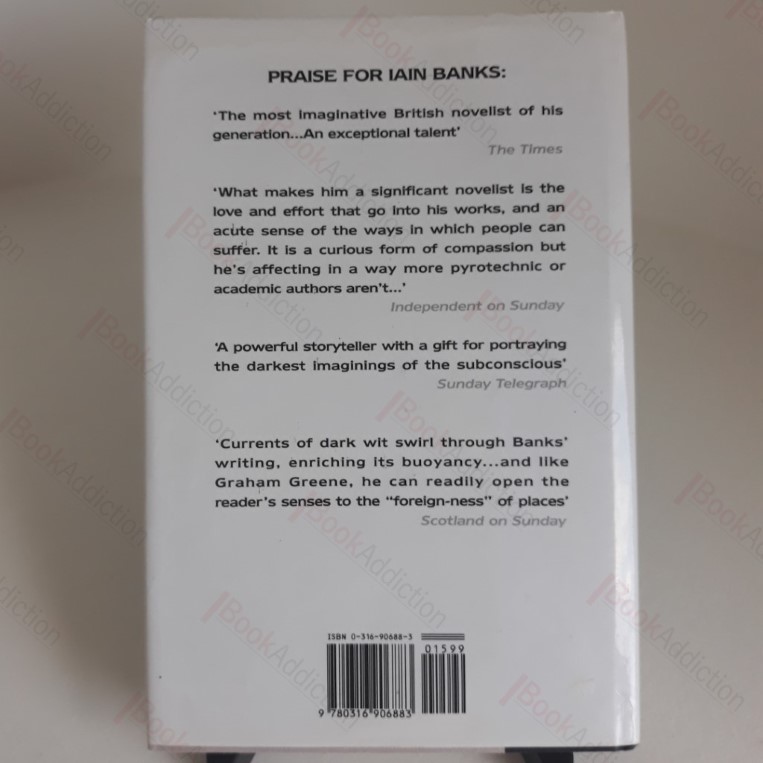 PRAISE FOR IAIN BANKS:
‘The most imaginative British novelist of his
generation...An exceptional talent’
The Times
‘What makes him a significant novelist is the
love and effort that go into his works, and an
acute sense of the ways in which people can
suffer. It is a curious form of compassion but
he's affecting in a way more pyrotechnic or
academic authors aren't...’
Independent on Sunday
‘A powerful storyteller with a gift for portraying
the darkest imaginings of the subconscious’
Sunday Telegraph
‘Currents of dark wit swirl through Banks’
writing, enriching its buoyancy...and like
Graham Greene, he can readily open the
reader's senses to the “foreign-ness” of places’
Scotland on Sunday
ISBN 0-316-90688-3
01599
9 780316 906883
BookAddiction